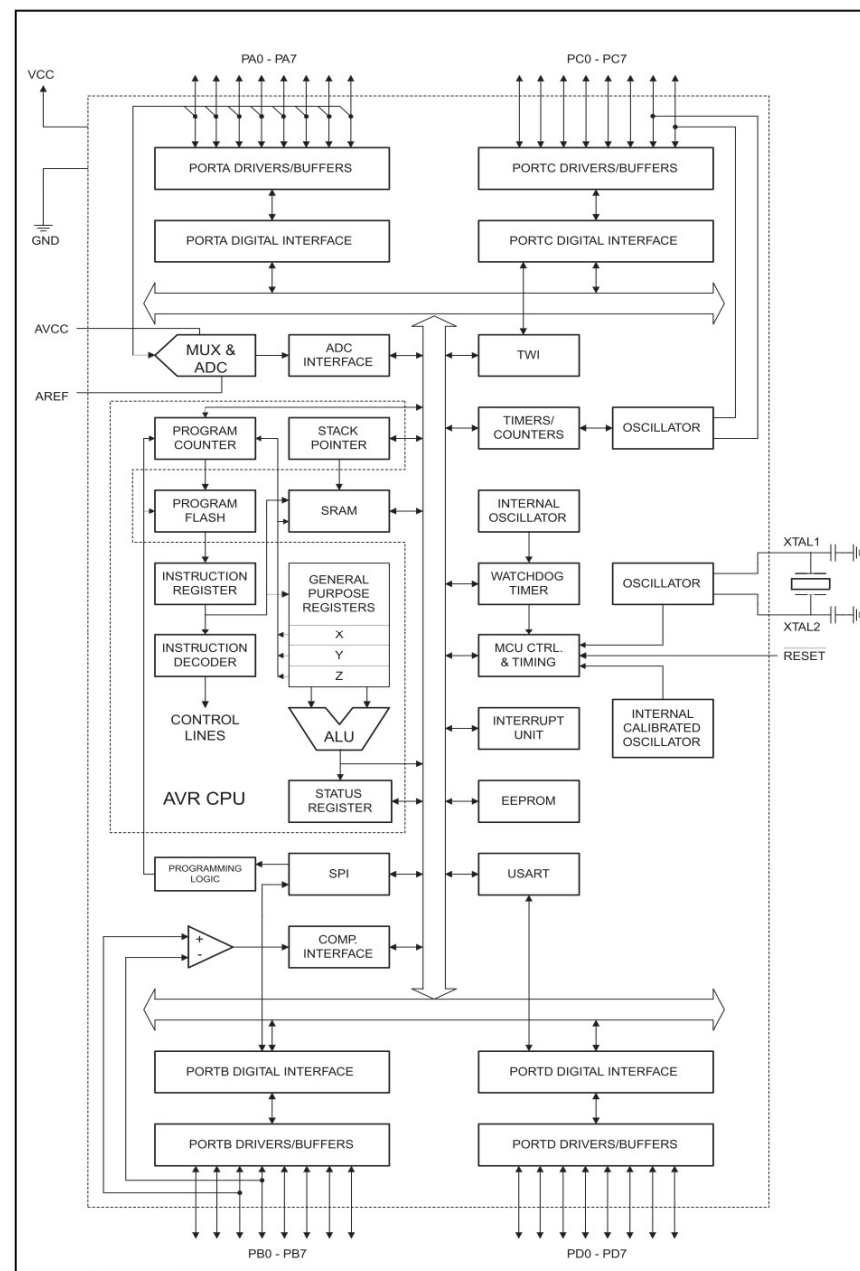 PA0 - PA7
PC0 - PC7
VCC
PORTA DRIVERS/BUFFERS
PORTC DRIVERS/BUFFERS
GND
PORTA DIGITAL INTERFACE
PORTC DIGITAL INTERFACE
AVCC
MUX &
ADC
ADC
INTERFACE
TWI
AREF
PROGRAM
COUNTER
STACK
POINTER
TIMERS/
COUNTERS
OSCILLATOR
PROGRAM
FLASH
SRAM
INTERNAL
OSCILLATOR
XTAL1
INSTRUCTION
REGISTER
GENERAL
PURPOSE
REGISTERS
WATCHDOG
TIMER
OSCILLATOR
X
XTAL2
INSTRUCTION
DECODER
Y
MCU CTRL.
& TIMING
RESET
Z
CONTROL
LINES
ALU
INTERRUPT
UNIT
INTERNAL
CALIBRATED
OSCILLATOR
AVR CPU
STATUS
REGISTER
EEPROM
PROGRAMMING
LOGIC
SPI
USART
+
-
COMP.
INTERFACE
PORTB DIGITAL INTERFACE
PORTD DIGITAL INTERFACE
PORTB DRIVERS/BUFFERS
PORTD DRIVERS/BUFFERS
PB0 - PB7
PD0 - PD7